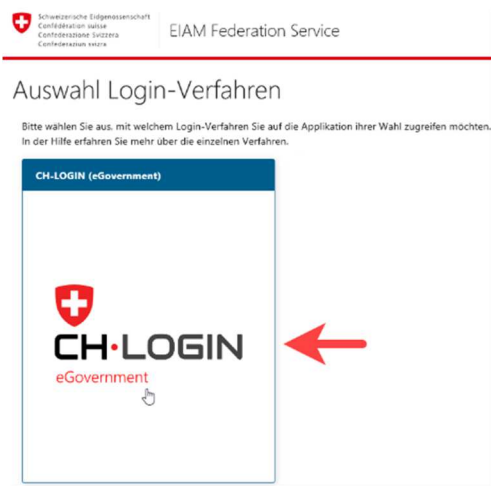 Schweizerische Eidgenossenschaft
Confédération suisse
Confederazione Svizzera
Confederaziun svizra
EIAM Federation Service
Auswahl Login-Verfahren
Bitte wählen Sie aus, mit welchem Login-Verfahren Sie auf die Applikation ihrer Wahl zugreifen möchten.
In der Hilfe erfahren Sie mehr über die einzelnen Verfahren.
CH-LOGIN (eGovernment)
CH·LOGIN
eGovernment